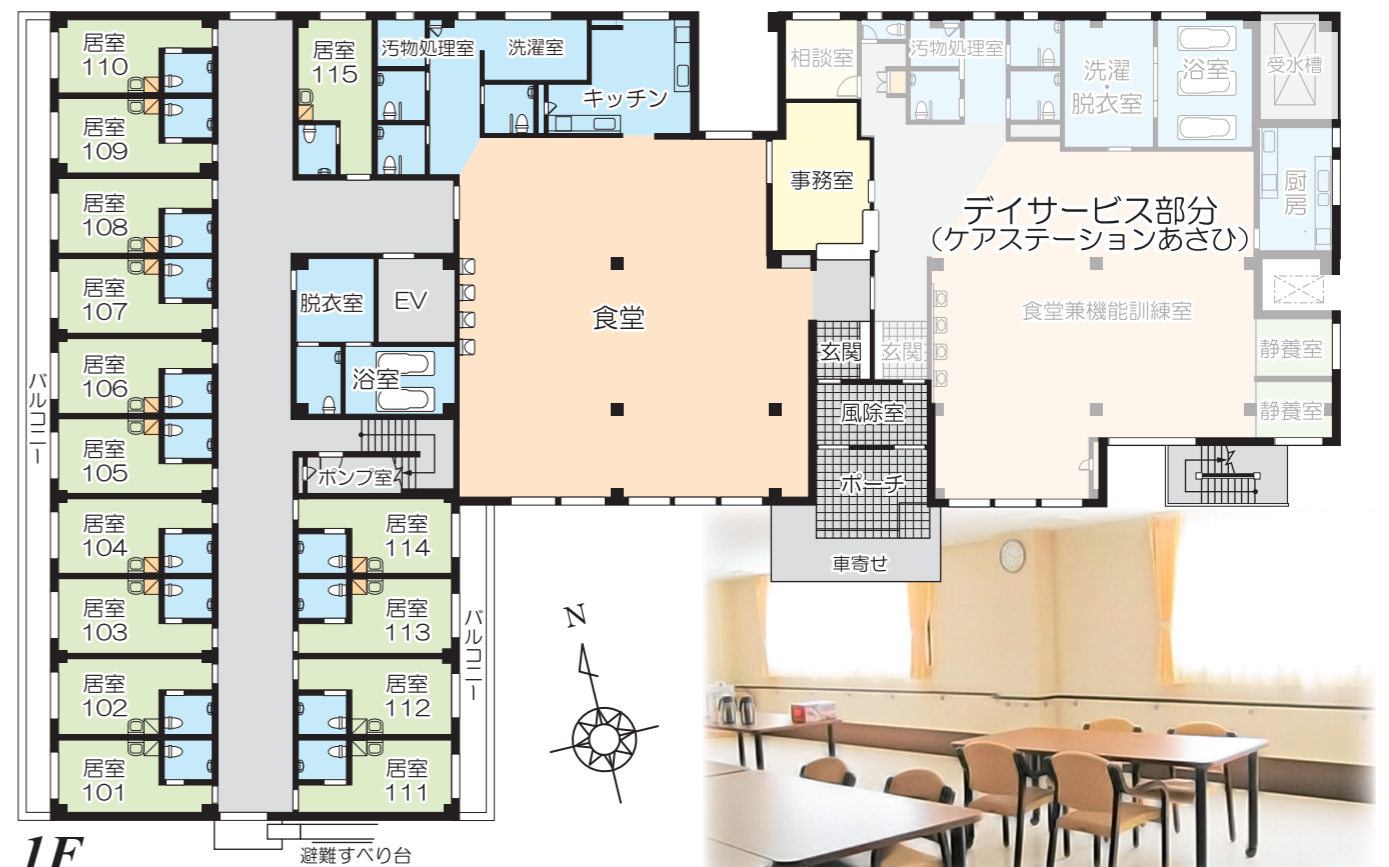 居室
110
居室
109
居室
108
居室
107
居室
106
居室
105
居室
104
居室
103
居室
102
居室
101
バルコニー
居室
115
汚物処理室
洗濯室
キッチン
脱衣室
EV
浴室
ポンプ室
居室
114
居室
113
居室
112
居室
111
バルコニー
食堂
事務室
玄関
風除室
ポーチ
車寄せ
相談室
汚物処理室
洗濯
・
脱衣室
浴室
受水槽
厨房
デイサービス部分
(ケアステーションあさひ)
食堂兼機能訓練室
玄関
静養室
静養室
N
1F
避難すべり台